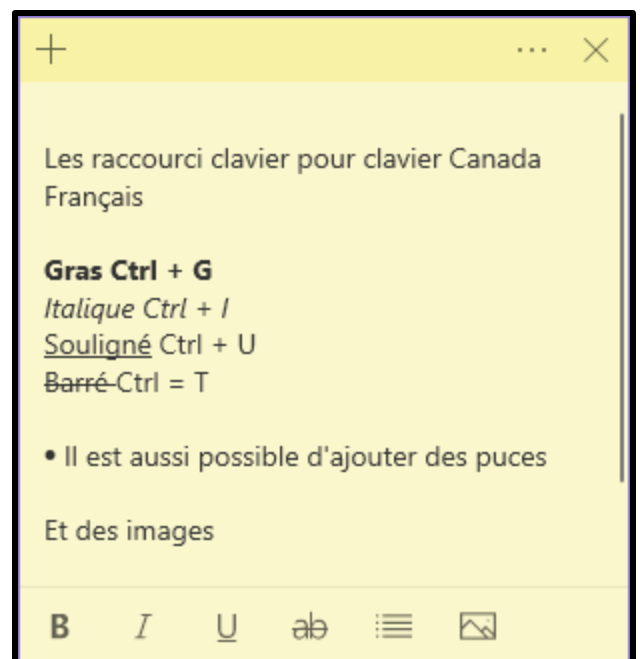 Les raccourci clavier pour clavier Canada
Français
Gras Ctrl + G
Italique Ctrl + I
Souligné Ctrl + U
Barré Ctrl = T
• Il est aussi possible d'ajouter des puces
Et des images
B I U ab